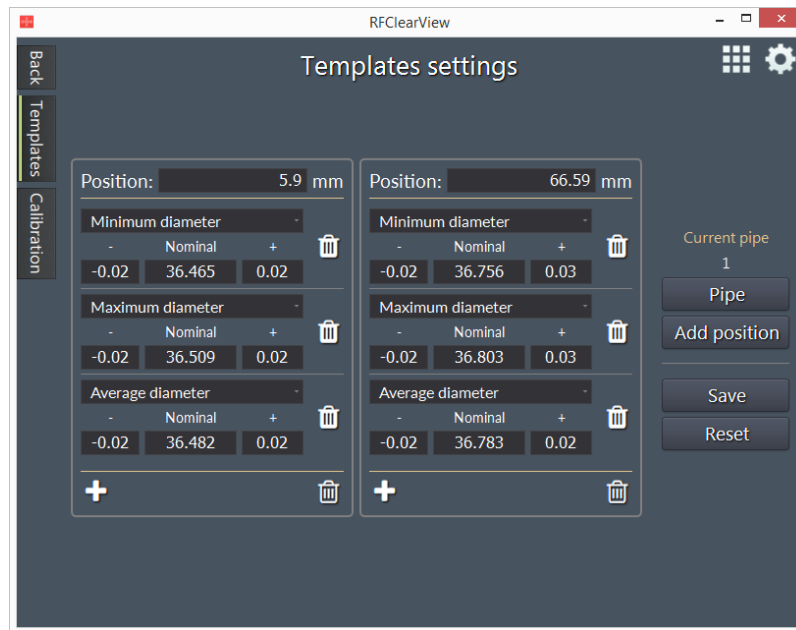 RFClearView
Back
Templates
Calibration
Templates settings
Position: 5.9 mm
Minimum diameter
- Nominal +
-0.02 36.465 0.02
Maximum diameter
- Nominal +
-0.02 36.509 0.02
Average diameter
- Nominal +
-0.02 36.482 0.02
Position: 66.59 mm
Minimum diameter
- Nominal +
-0.02 36.756 0.03
Maximum diameter
- Nominal +
-0.02 36.803 0.03
Average diameter
- Nominal +
-0.02 36.783 0.02
Current pipe
1
Pipe
Add position
Save
Reset